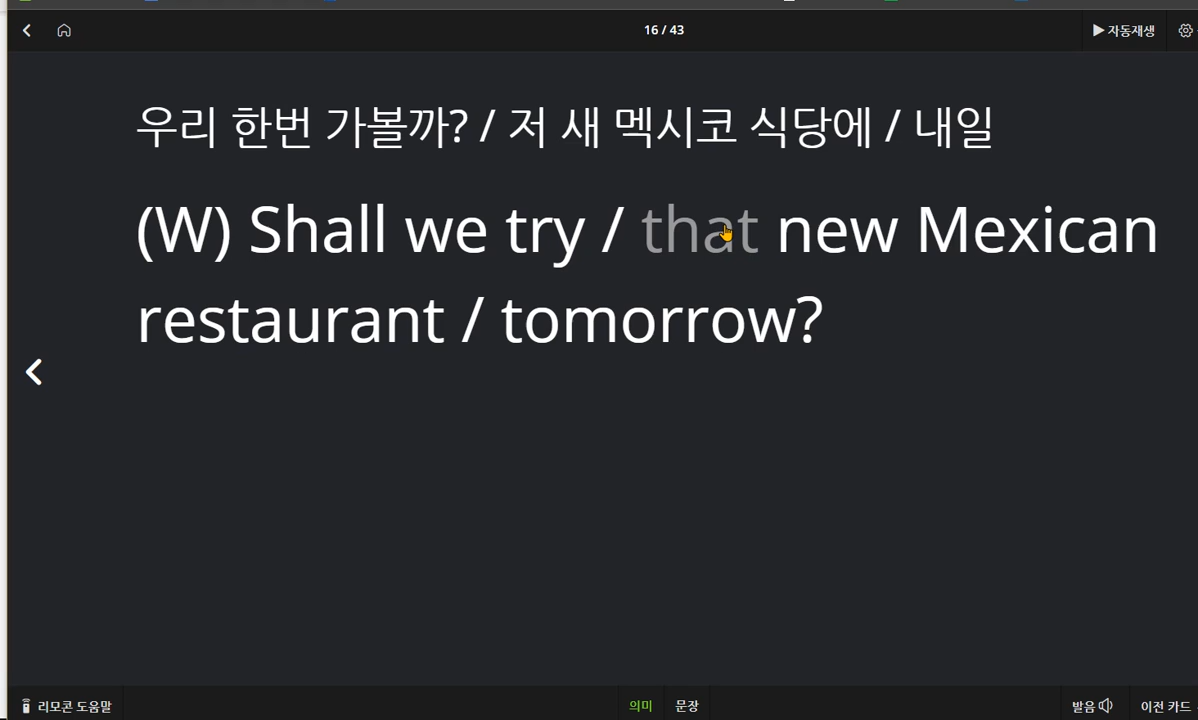 16 / 43
▶ 자동재생
우리 한번 가볼까? / 저 새 멕시코 식당에 / 내일
(W) Shall we try / that new Mexican
restaurant / tomorrow?
리모콘 도움말
의미
문장
발음
이전 카드